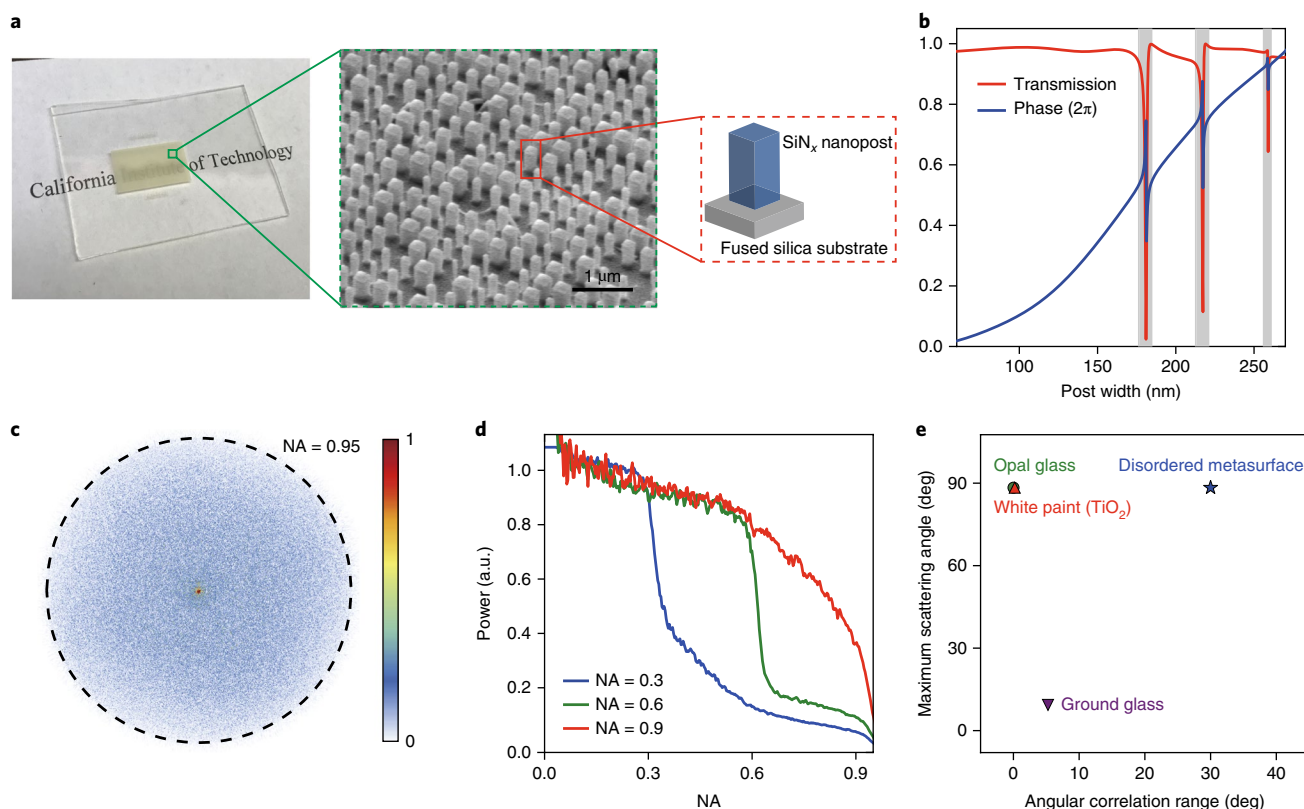 a
California
of Technology
1 μm
SiNₓ nanopost
Fused silica substrate
b
1.0
0.8
0.6
0.4
0.2
0.0
Transmission
Phase (2π)
100
150
200
250
Post width (nm)
c
NA = 0.95
1
0
d
Power (a.u.)
1.0
0.8
0.6
0.4
0.2
0.0
NA = 0.3
NA = 0.6
NA = 0.9
0.0
0.3
0.6
0.9
NA
e
Maximum scattering angle (deg)
90
60
30
0
Opal glass
Disordered metasurface
White paint (TiO₂)
Ground glass
0
10
20
30
40
Angular correlation range (deg)